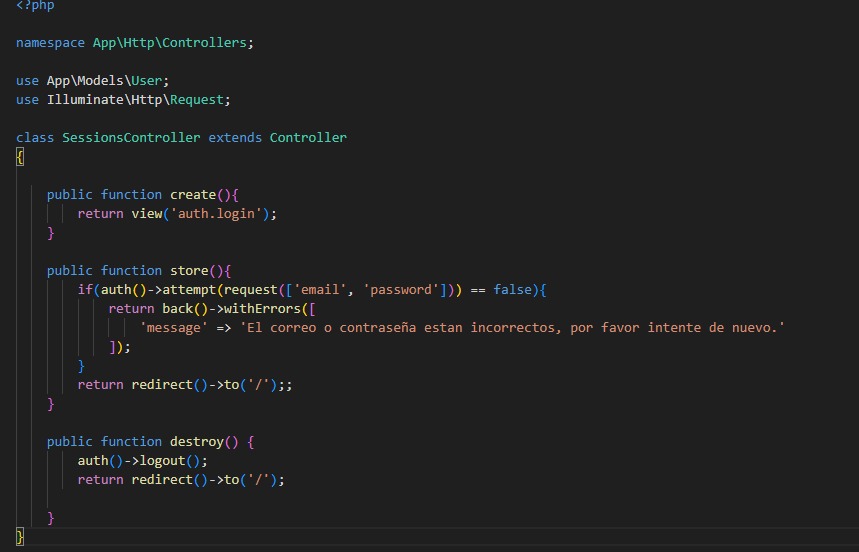 <?php
namespace App\Http\Controllers;
use App\Models\User;
use Illuminate\Http\Request;
class SessionsController extends Controller
{
public function create(){
return view('auth.login');
}
public function store(){
if(auth()->attempt(request(['email', 'password'])) == false){
return back()->withErrors([
'message' => 'El correo o contraseña estan incorrectos, por favor intente de nuevo.'
]);
}
return redirect()->to('/');;
}
public function destroy() {
auth()->logout();
return redirect()->to('/');
}
}